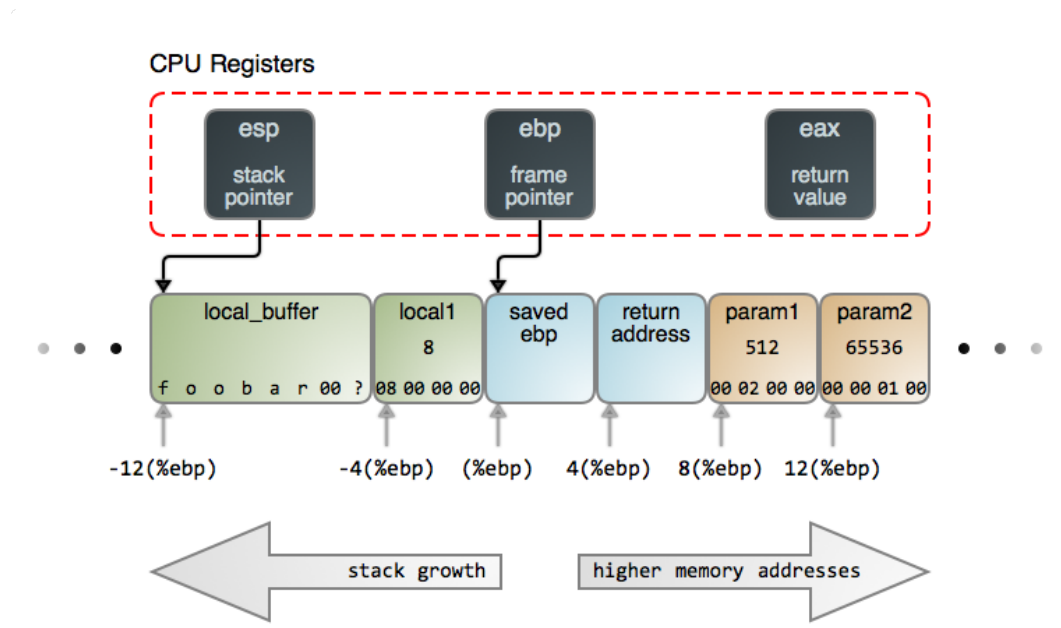 CPU Registers
esp
stack
pointer
ebp
frame
pointer
eax
return
value
local_buffer
f o o b a r 00 ?
local1
8
08 00 00 00
saved
ebp
return
address
param1
512
00 02 00 00
param2
65536
00 00 01 00
-12(%ebp)
-4(%ebp)
(%ebp)
4(%ebp)
8(%ebp)
12(%ebp)
stack growth
higher memory addresses